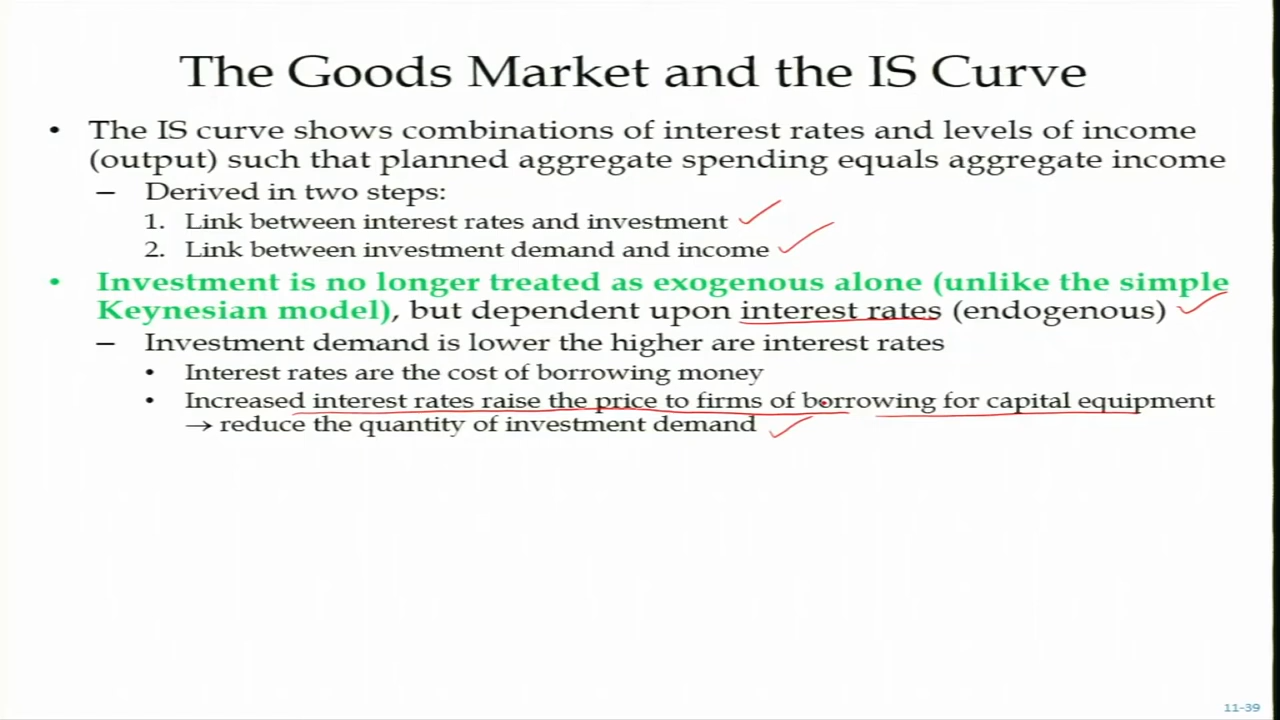 The Goods Market and the IS Curve
• The IS curve shows combinations of interest rates and levels of income
(output) such that planned aggregate spending equals aggregate income
– Derived in two steps:
1. Link between interest rates and investment
2. Link between investment demand and income
• Investment is no longer treated as exogenous alone (unlike the simple
Keynesian model), but dependent upon interest rates (endogenous)
– Investment demand is lower the higher are interest rates
• Interest rates are the cost of borrowing money
• Increased interest rates raise the price to firms of borrowing for capital equipment
→ reduce the quantity of investment demand
11-39